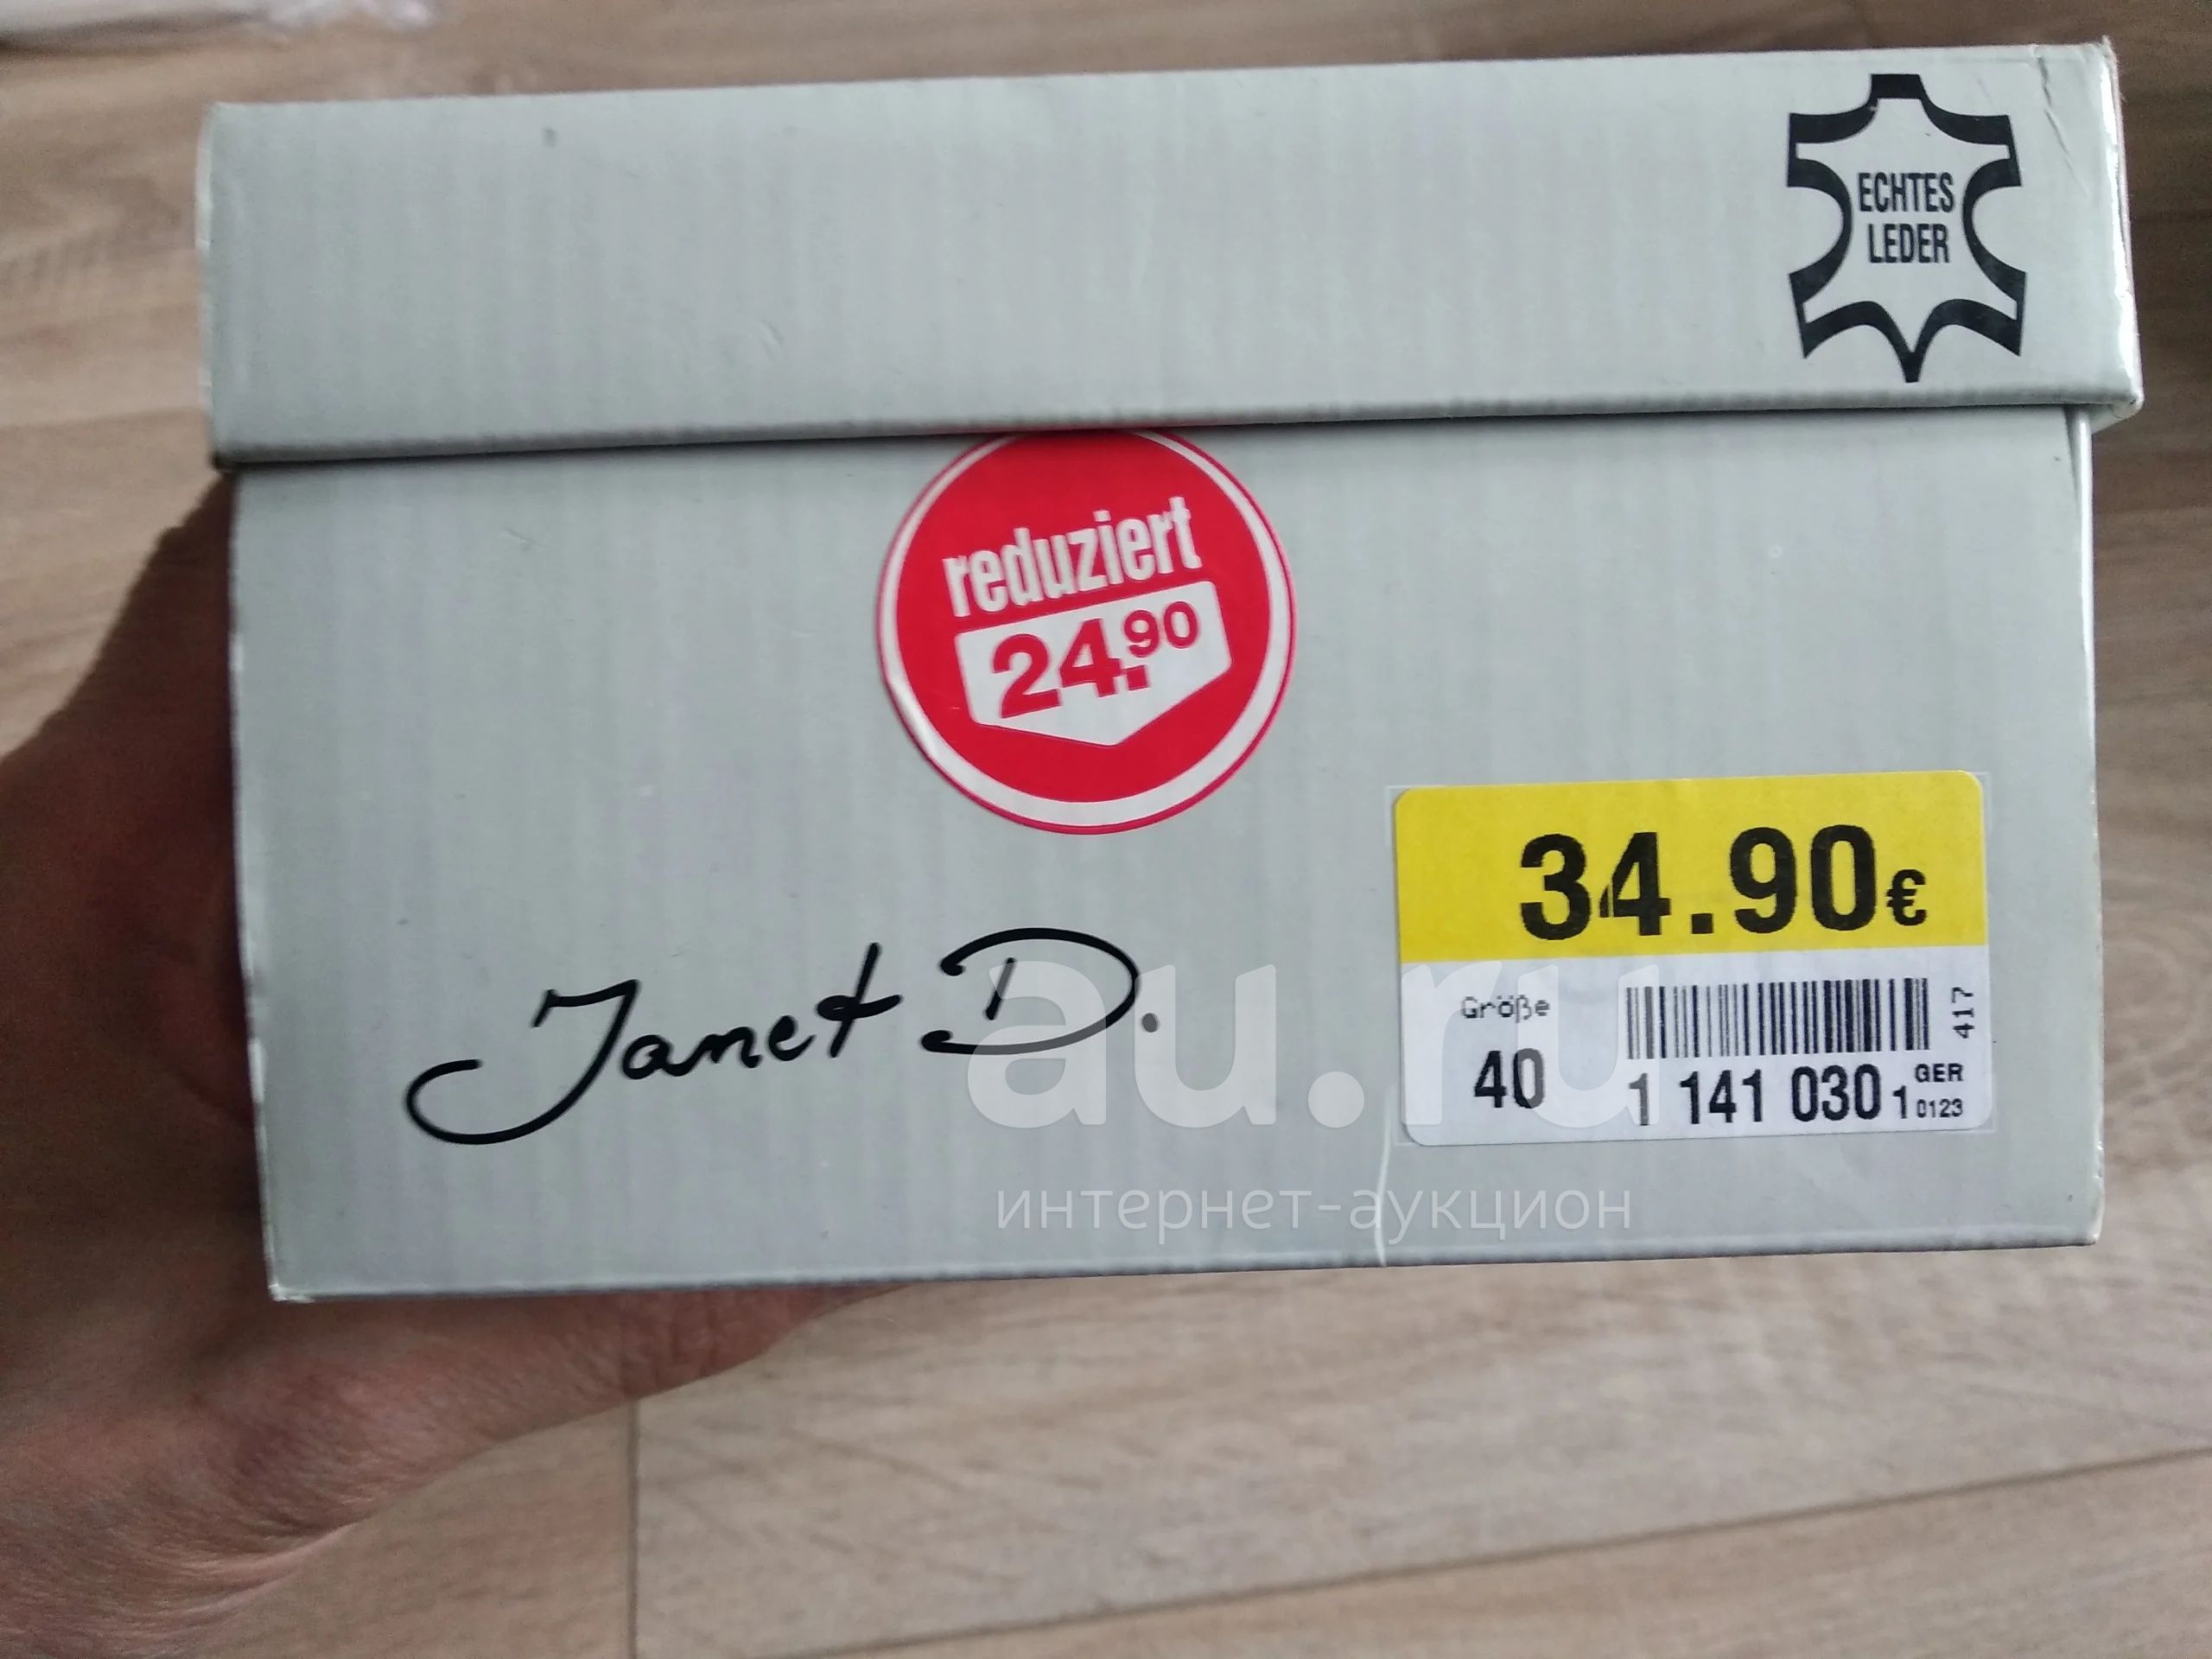 ECHTES
LEDER
reduziert
24.90
34.90€
Größe
40
417
1 141 030 1
GER
0123
Janet D.
au.ru
интернет-аукцион